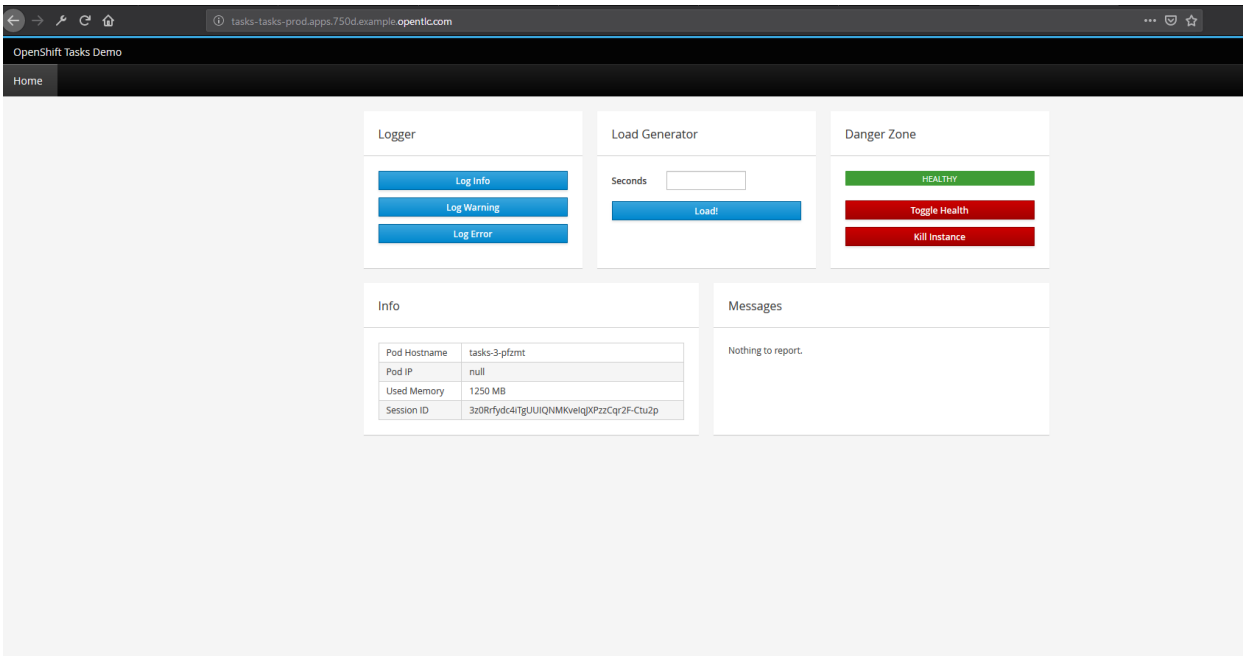 tasks-tasks-prod.apps.750d.example.opentlc.com
OpenShift Tasks Demo
Home
Logger
Log Info
Log Warning
Log Error
Load Generator
Seconds
Load!
Danger Zone
HEALTHY
Toggle Health
Kill Instance
Info
Pod Hostname tasks-3-pfzmt
Pod IP null
Used Memory 1250 MB
Session ID 3z0Rrfydc4iTgUUIQNMKveIqJXPzzCqr2F-Ctu2p
Messages
Nothing to report.